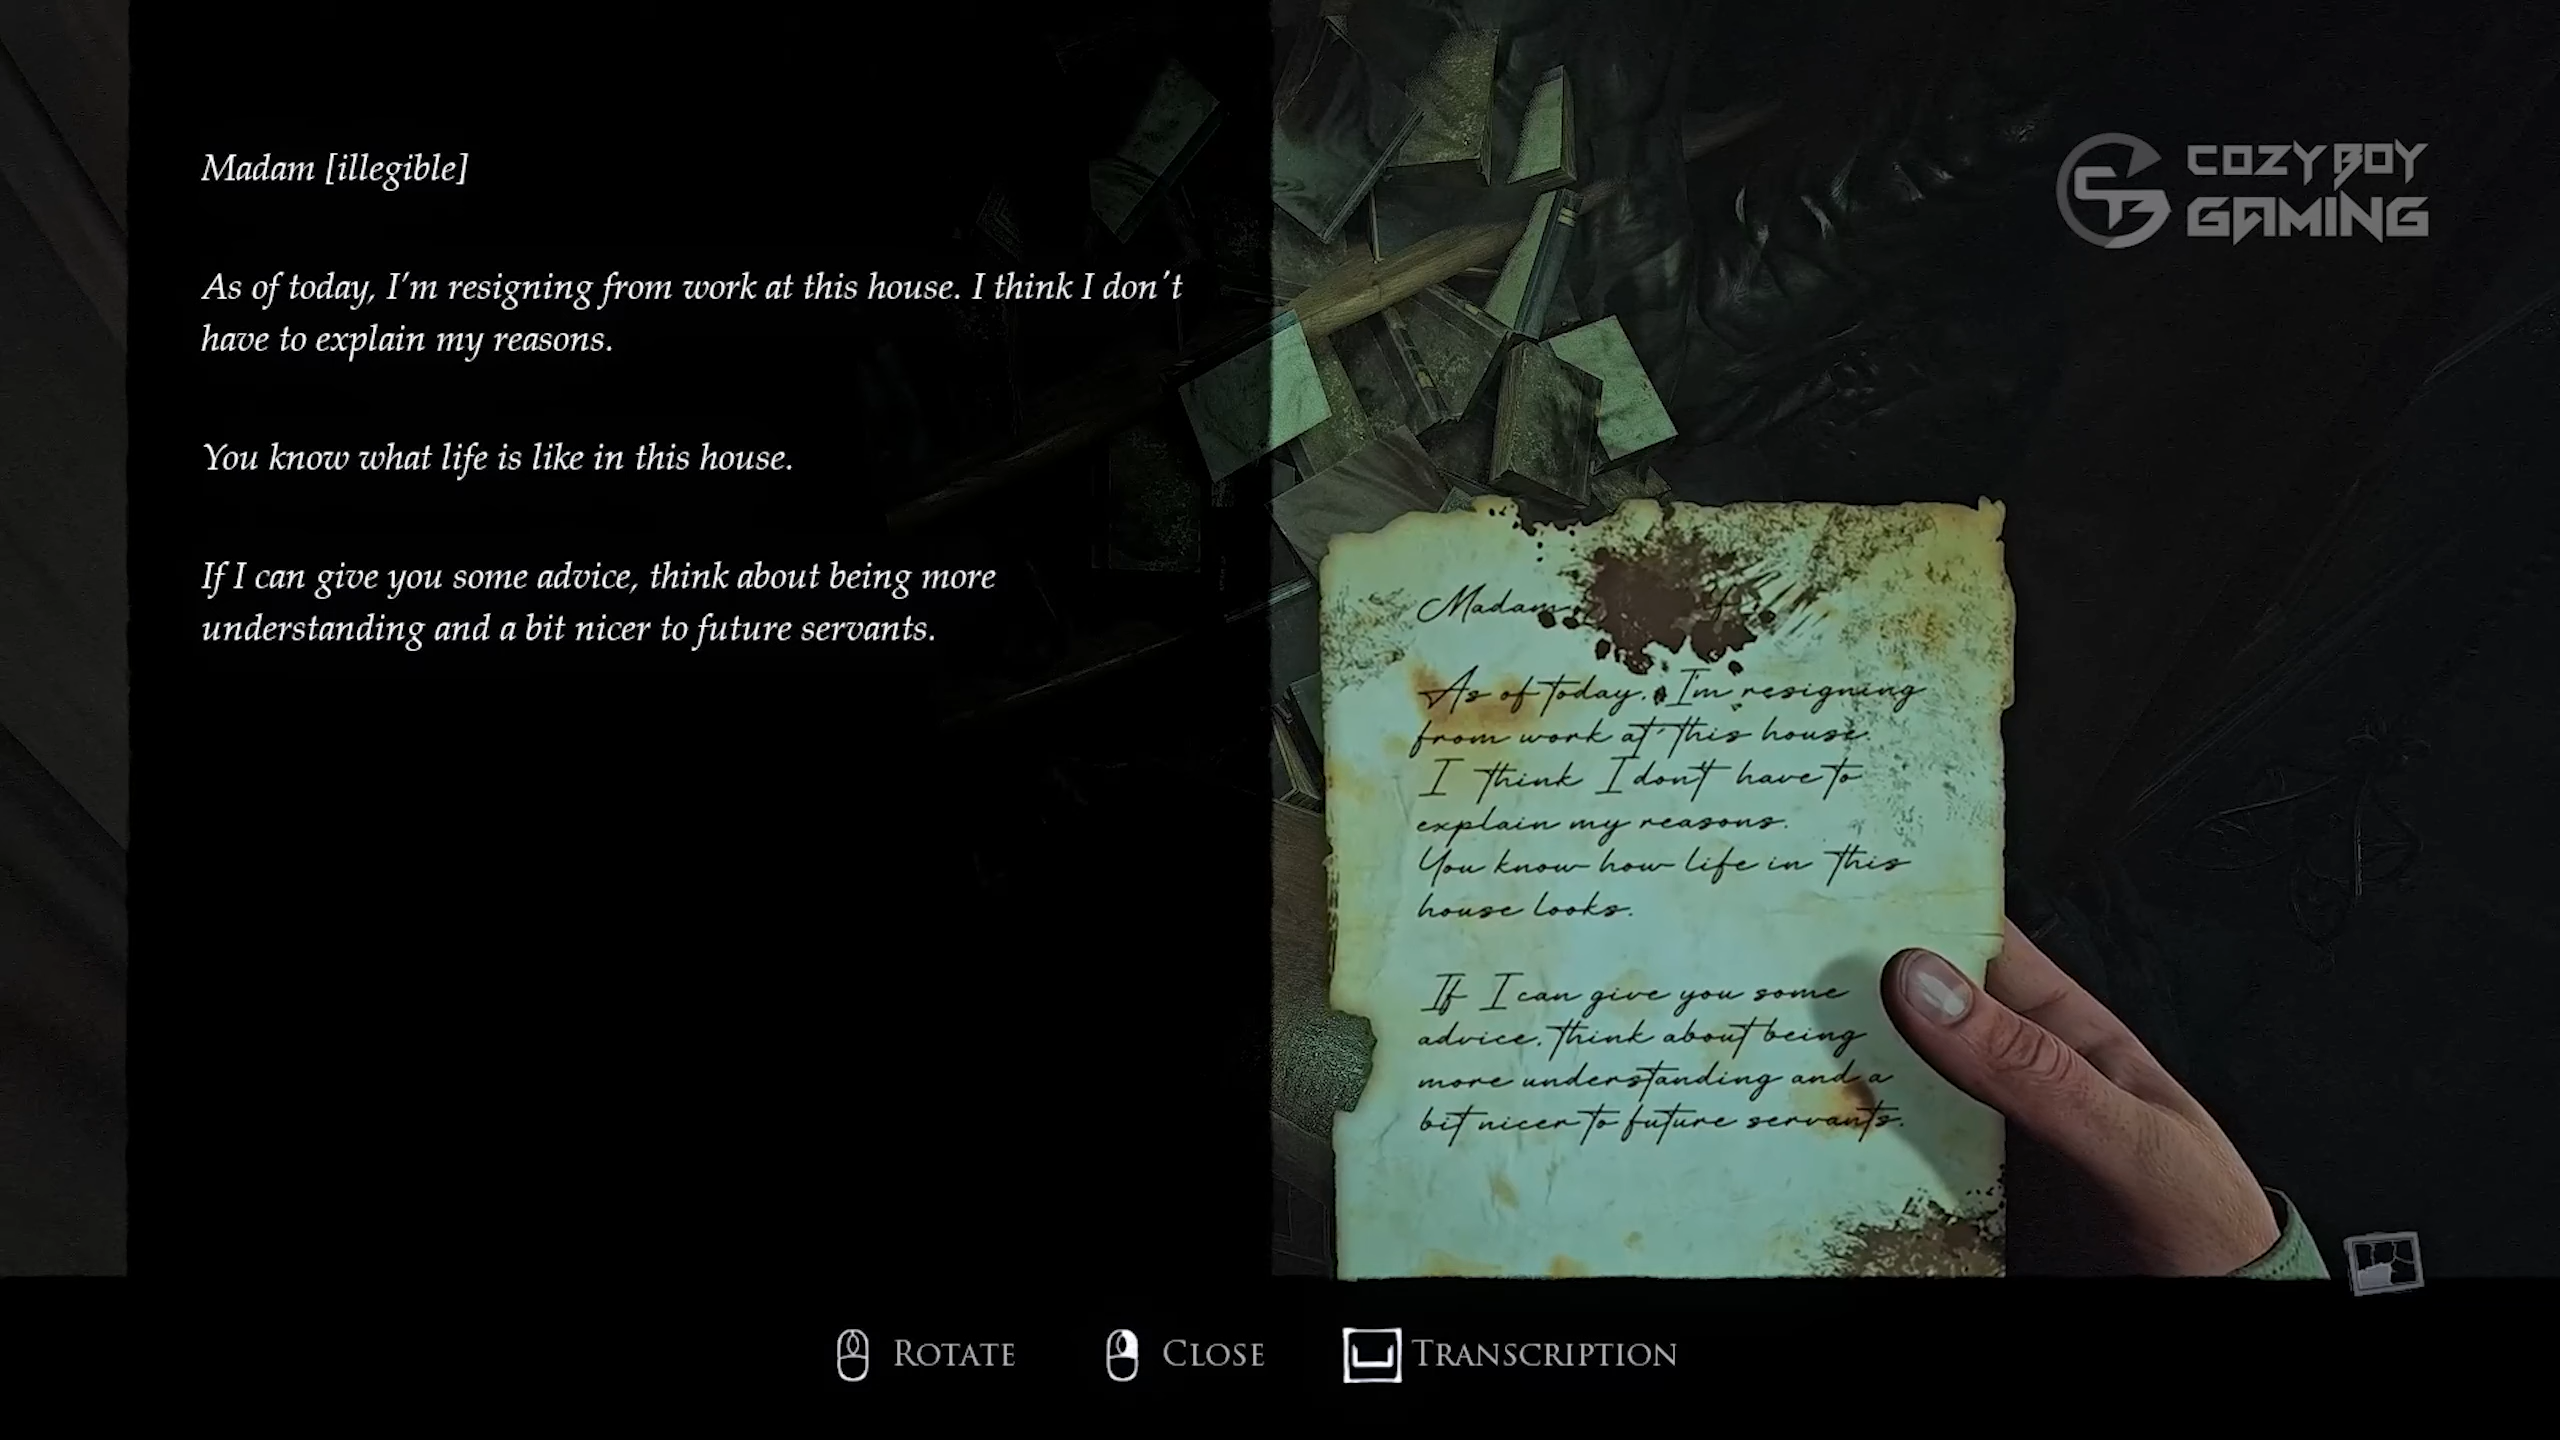 Madam [illegible]
As of today, I'm resigning from work at this house. I think I don't
have to explain my reasons.
You know what life is like in this house.
If I can give you some advice, think about being more
understanding and a bit nicer to future servants.
COZY BOY
GAMING
Madam
As of today, I'm resigning
from work at this house.
I think I don't have to
explain my reasons.
You know how life in this
house looks.
If I can give you some
advice, think about being
more understanding and a
bit nicer to future servants.
ROTATE
CLOSE
TRANSCRIPTION